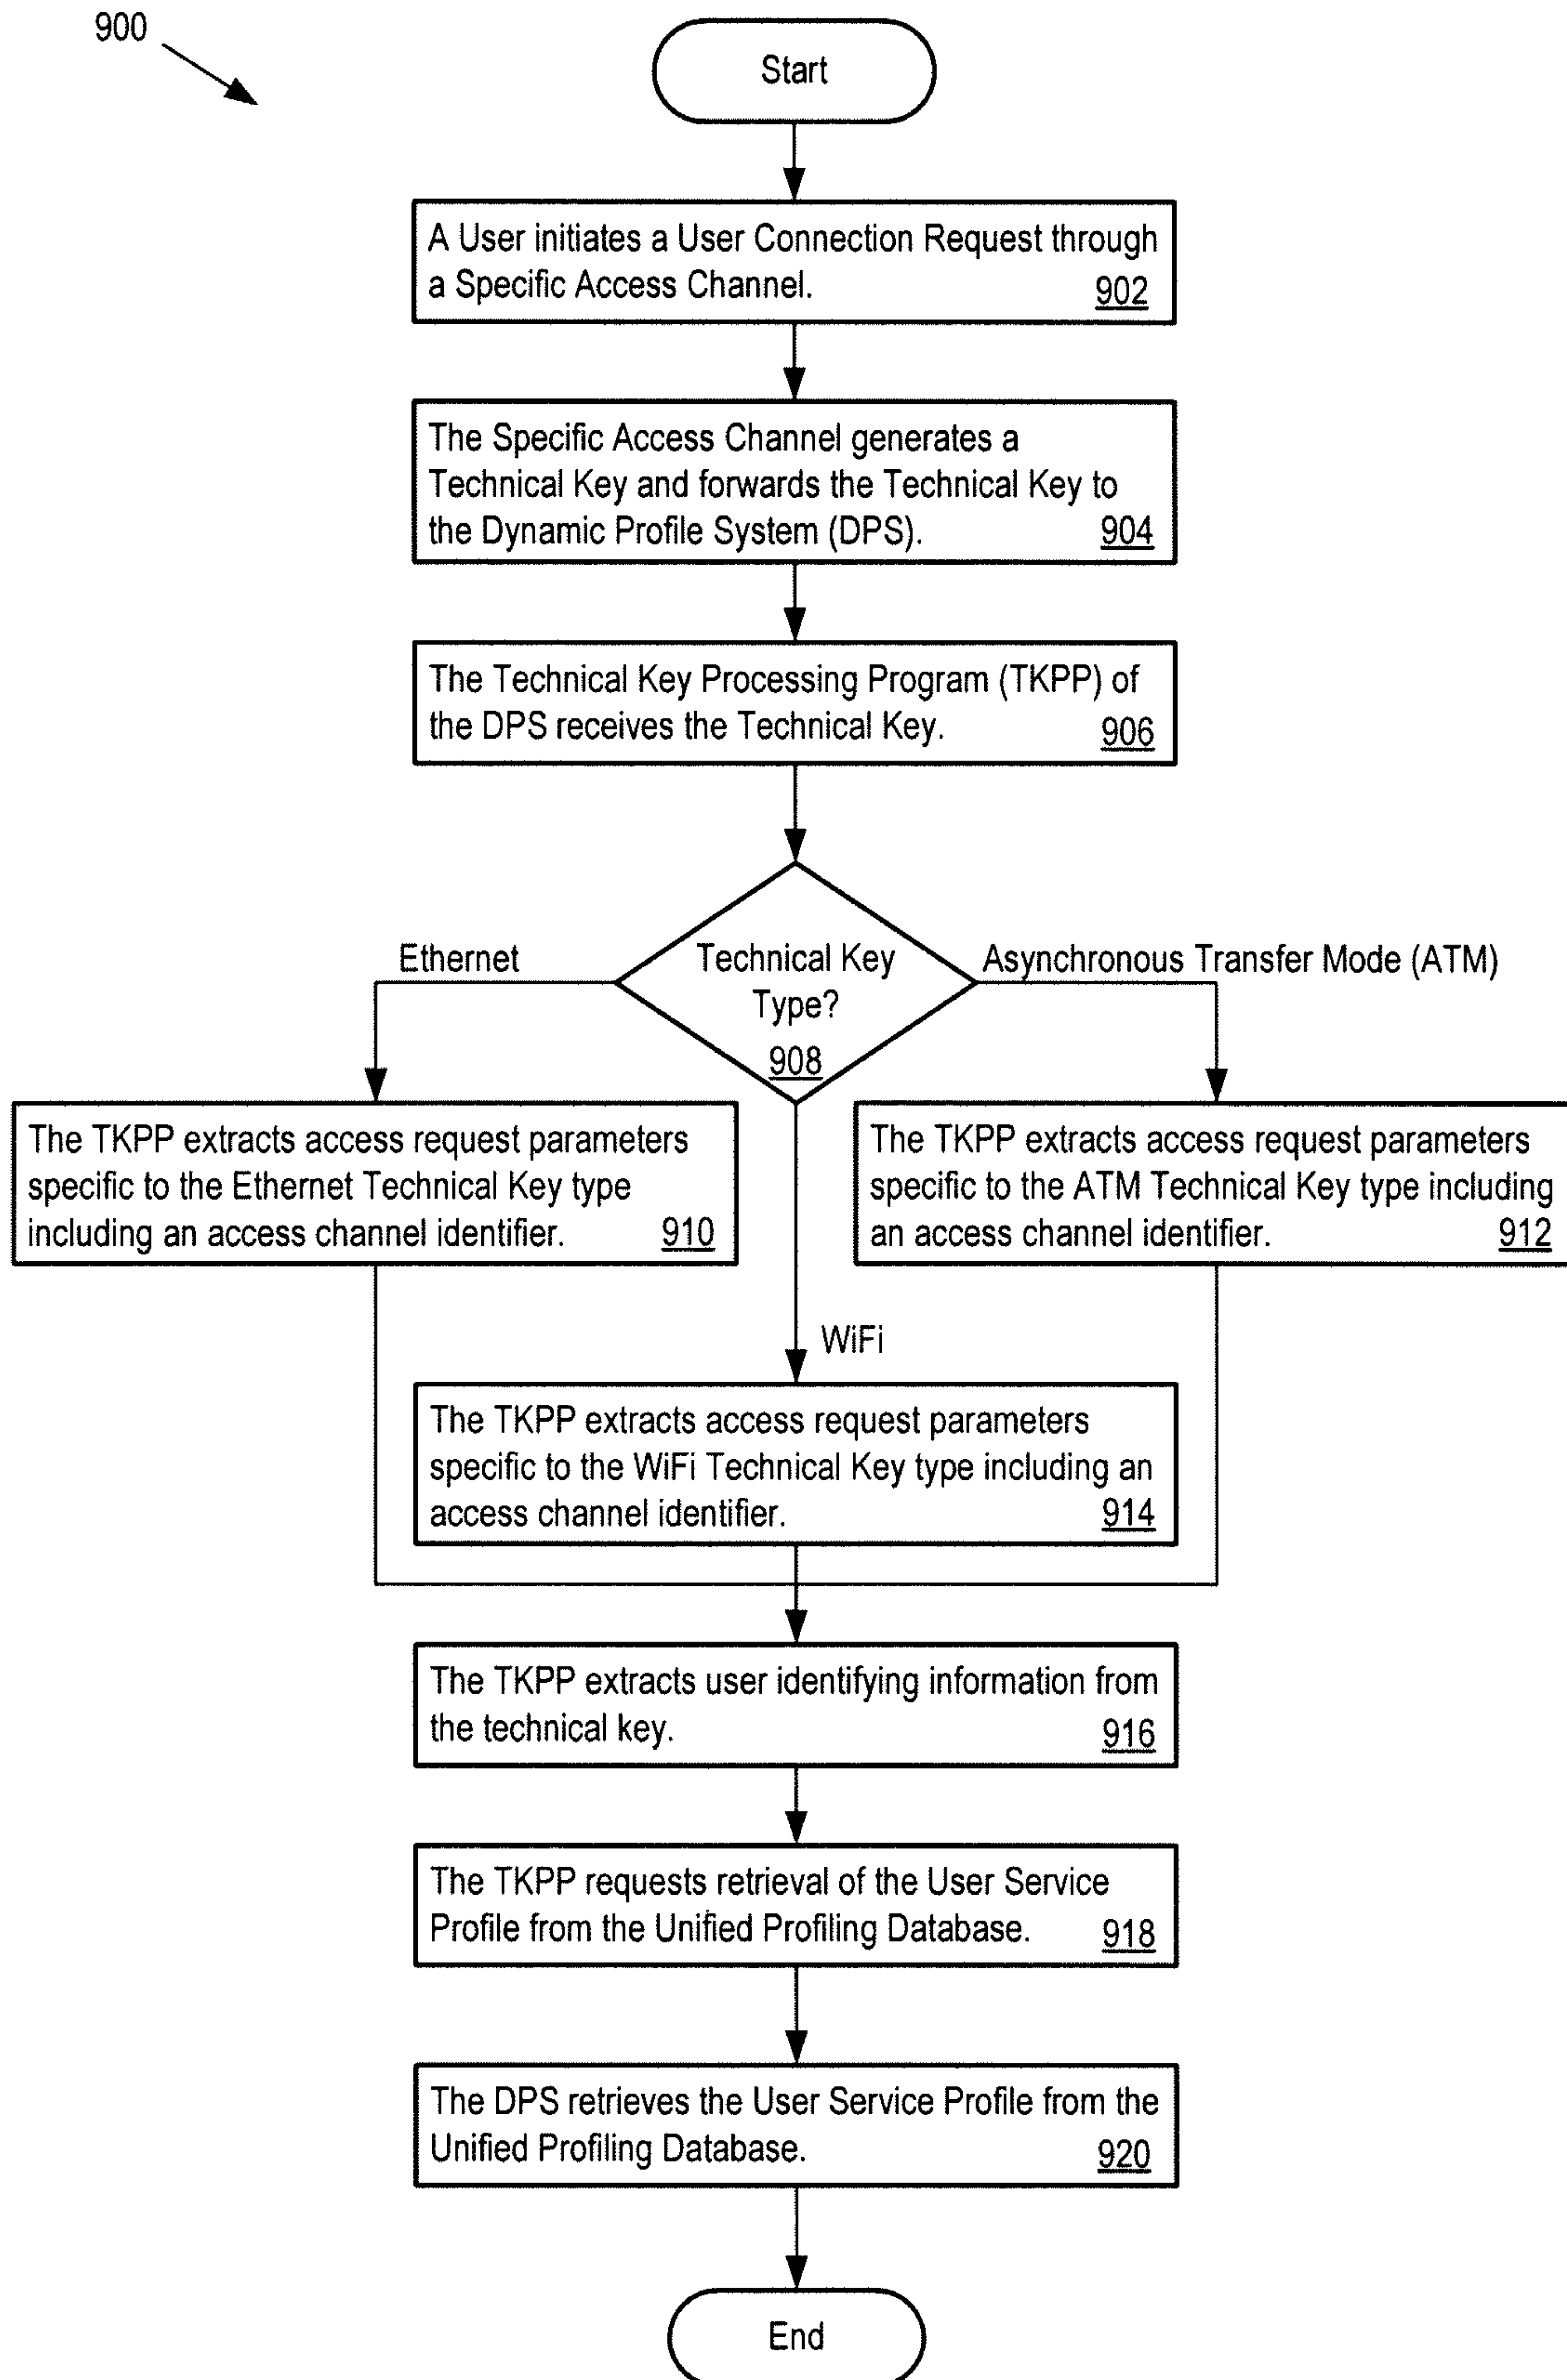 900
Start
A User initiates a User Connection Request through
a Specific Access Channel.
902
The Specific Access Channel generates a
Technical Key and forwards the Technical Key to
the Dynamic Profile System (DPS).
904
The Technical Key Processing Program (TKPP) of
the DPS receives the Technical Key.
906
Ethernet
Technical Key
Type?
908
Asynchronous Transfer Mode (ATM)
The TKPP extracts access request parameters
specific to the Ethernet Technical Key type
including an access channel identifier.
910
The TKPP extracts access request parameters
specific to the ATM Technical Key type including
an access channel identifier.
912
WiFi
The TKPP extracts access request parameters
specific to the WiFi Technical Key type including an
access channel identifier.
914
The TKPP extracts user identifying information from
the technical key.
916
The TKPP requests retrieval of the User Service
Profile from the Unified Profiling Database.
918
The DPS retrieves the User Service Profile from the
Unified Profiling Database.
920
End